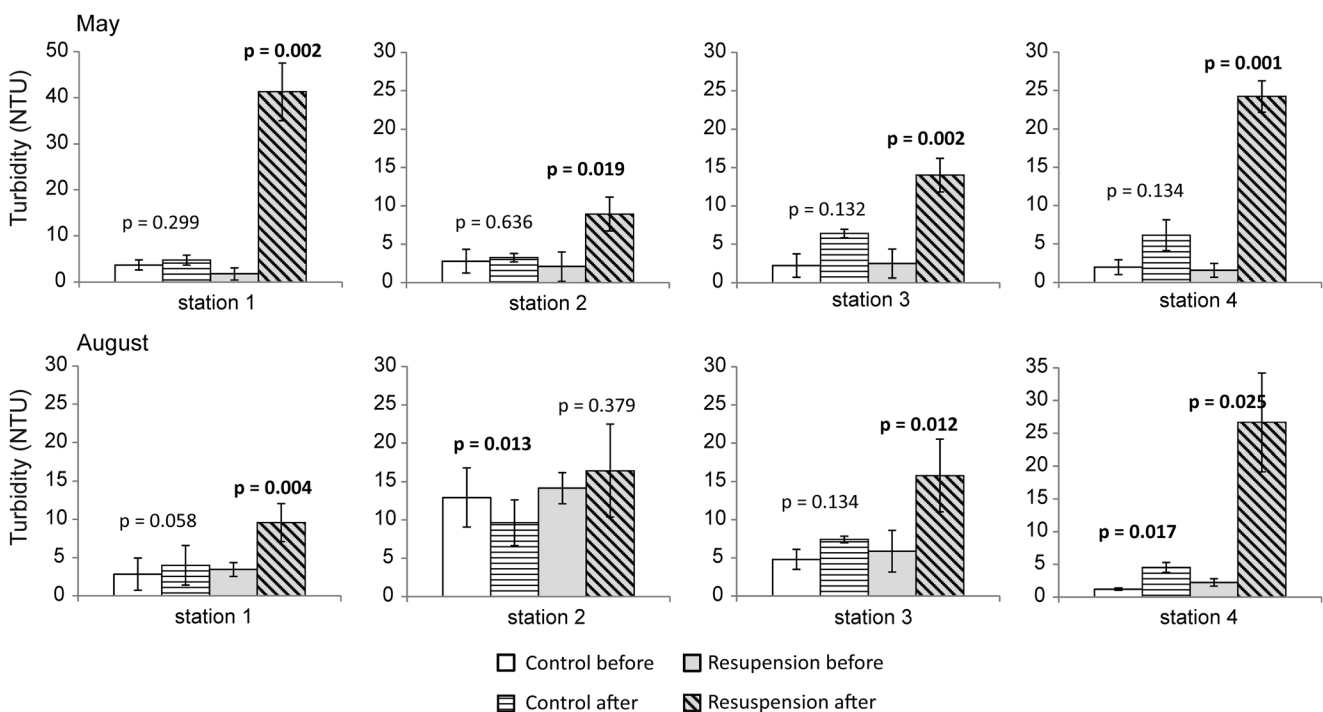 May
Turbidity (NTU)
50
40
30
20
10
0
p = 0.299
p = 0.002
station 1
30
25
20
15
10
5
0
p = 0.636
p = 0.019
station 2
30
25
20
15
10
5
0
p = 0.132
p = 0.002
station 3
30
25
20
15
10
5
0
p = 0.134
p = 0.001
station 4
August
Turbidity (NTU)
30
25
20
15
10
5
0
p = 0.058
p = 0.004
station 1
30
25
20
15
10
5
0
p = 0.013
p = 0.379
station 2
30
25
20
15
10
5
0
p = 0.134
p = 0.012
station 3
35
30
25
20
15
10
5
0
p = 0.017
p = 0.025
station 4
Control before
Resupension before
Control after
Resuspension after